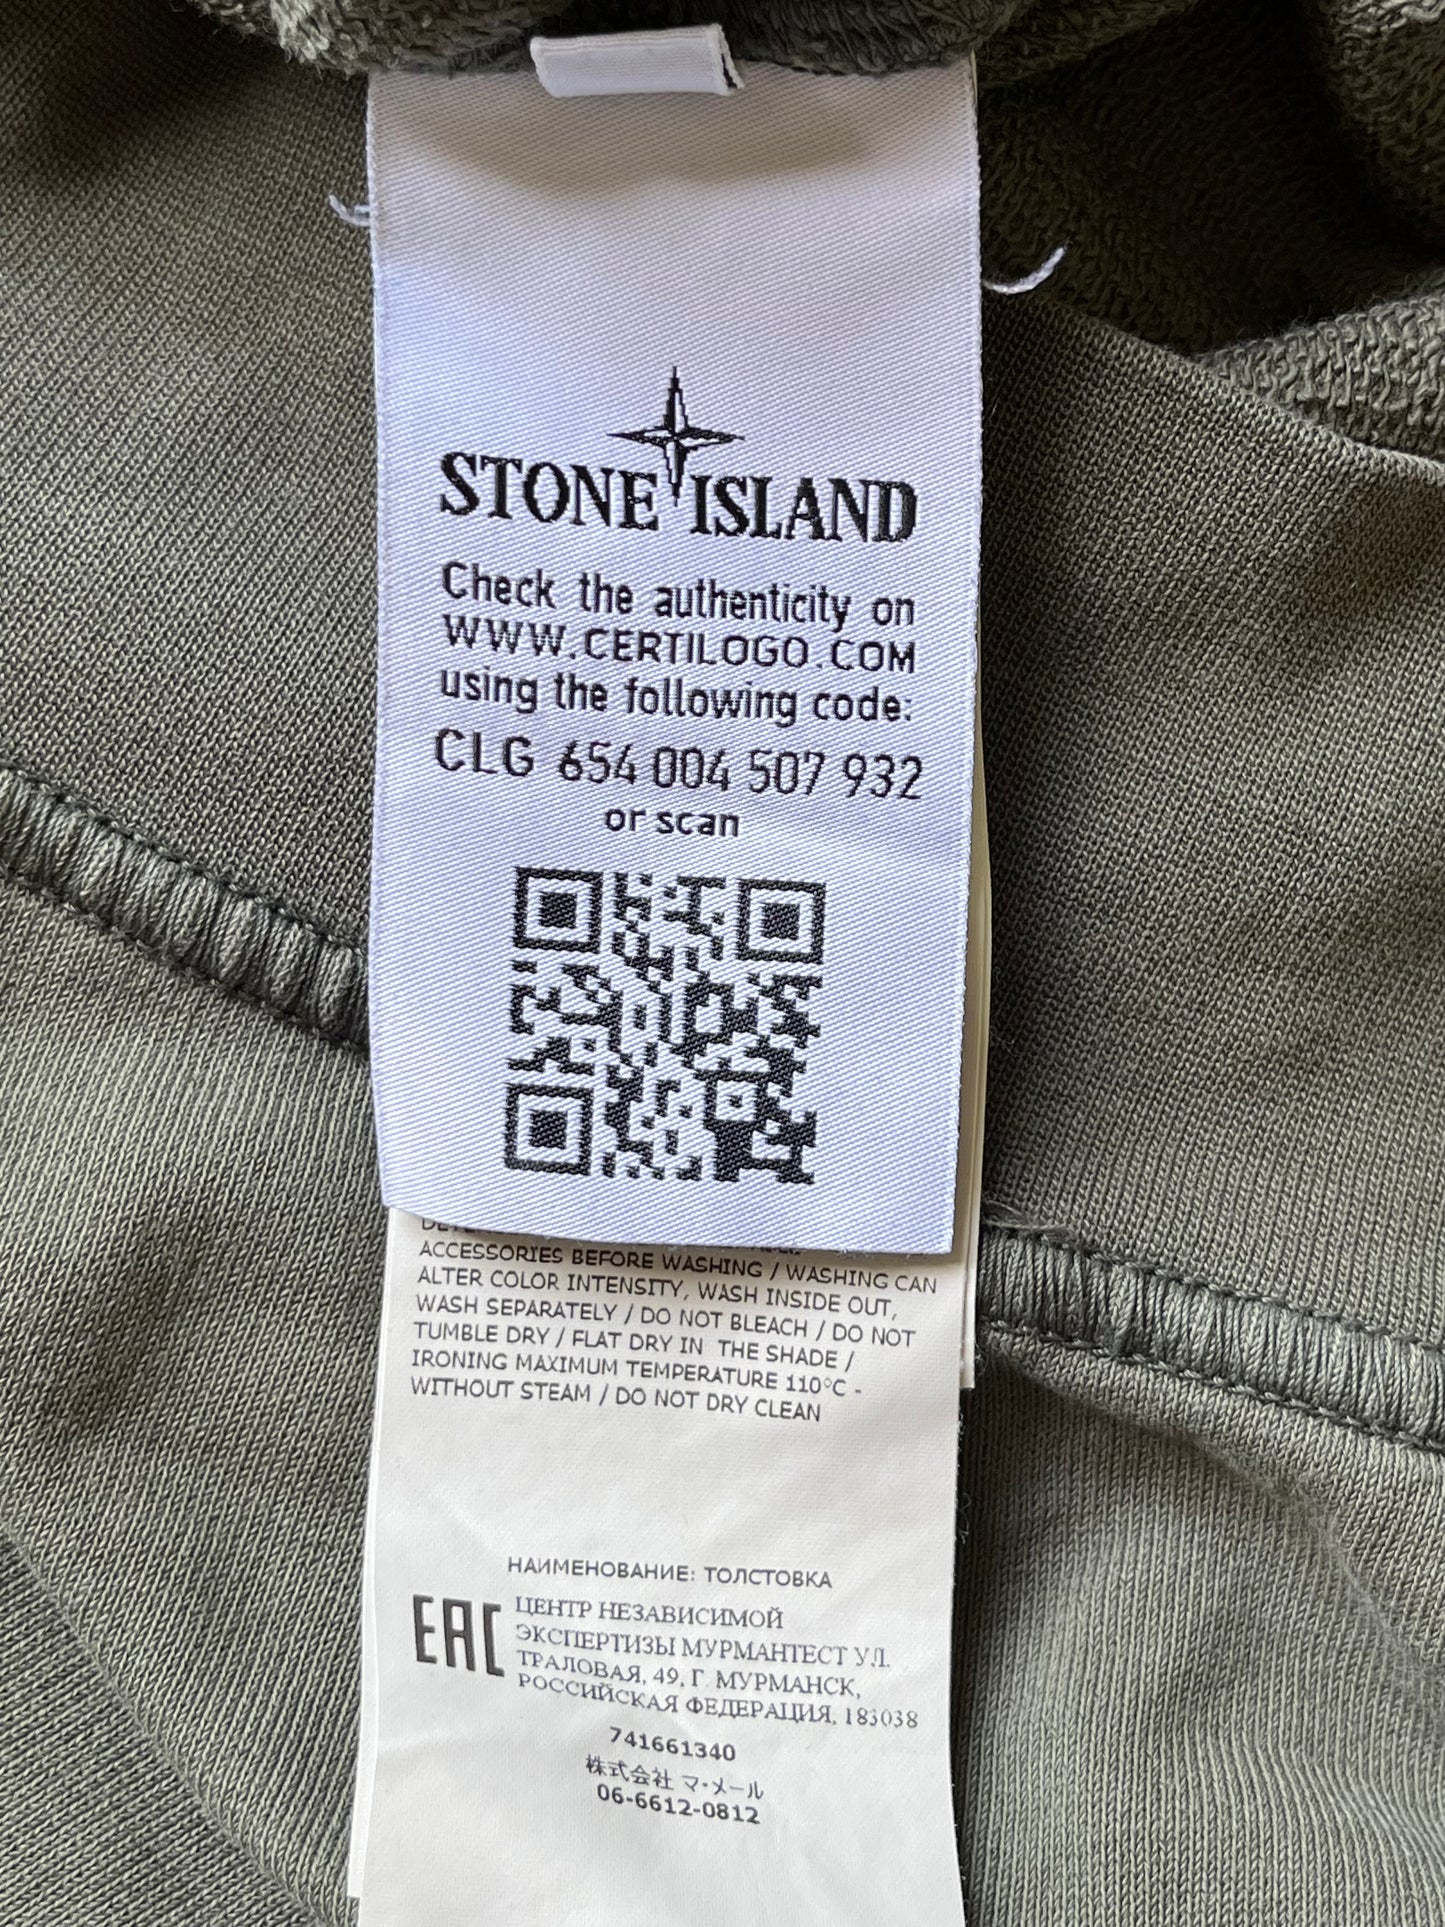 STONE ISLAND
Check the authenticity on
WWW.CERTILOGO.COM
using the following code:
CLG 654 004 507 932
or scan
ACCESSORIES BEFORE WASHING / WASHING CAN
ALTER COLOR INTENSITY, WASH INSIDE OUT,
WASH SEPARATELY / DO NOT BLEACH / DO NOT
TUMBLE DRY / FLAT DRY IN THE SHADE /
IRONING MAXIMUM TEMPERATURE 110°C -
WITHOUT STEAM / DO NOT DRY CLEAN
НАИМЕНОВАНИЕ: ТОЛСТОВКА
EAC
ЦЕНТР НЕЗАВИСИМОЙ
ЭКСПЕРТИЗЫ МУРМАНТЕСТ УЛ.
ТРАЛОВАЯ, 49, Г. МУРМАНСК,
РОССИЙСКАЯ ФЕДЕРАЦИЯ, 183038
741661340
株式会社 マ・メール
06-6612-0812